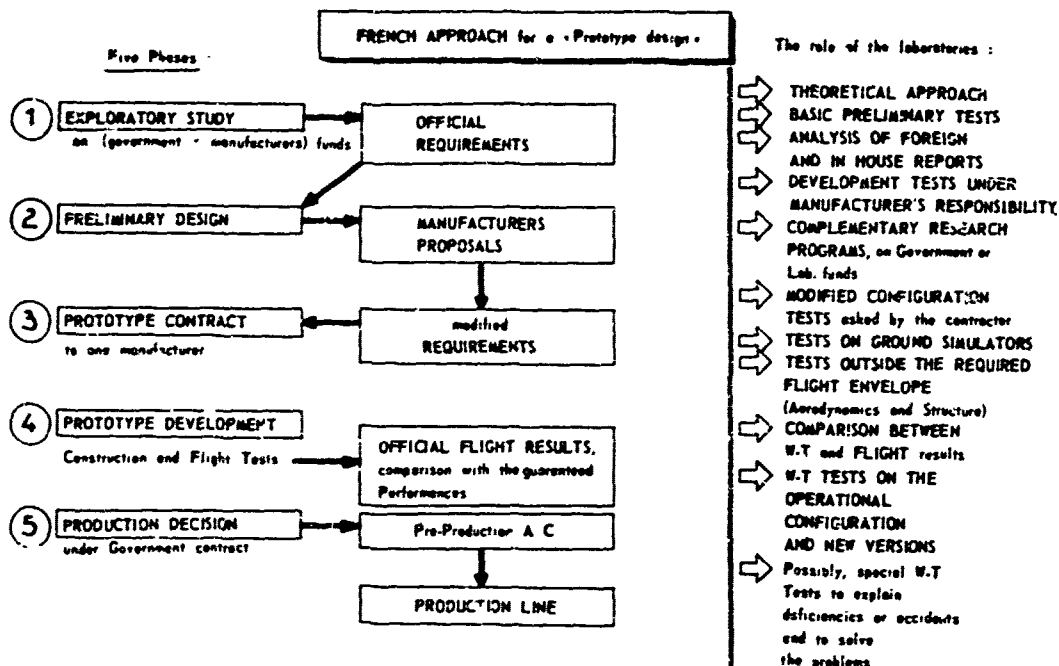 FRENCH APPROACH for a «Prototype design»
Five Phases
1 EXPLORATORY STUDY
on (government - manufacturers) funds
OFFICIAL
REQUIREMENTS
2 PRELIMINARY DESIGN
MANUFACTURERS
PROPOSALS
3 PROTOTYPE CONTRACT
to one manufacturer
modified
REQUIREMENTS
4 PROTOTYPE DEVELOPMENT
Construction and Flight Tests
OFFICIAL FLIGHT RESULTS,
comparison with the guaranteed
Performances
5 PRODUCTION DECISION
under Government contract
Pre-Production A C
PRODUCTION LINE
The role of the laboratories :
THEORETICAL APPROACH
BASIC PRELIMINARY TESTS
ANALYSIS OF FOREIGN
AND IN HOUSE REPORTS
DEVELOPMENT TESTS UNDER
MANUFACTURER'S RESPONSIBILITY
COMPLEMENTARY RESEARCH
PROGRAMS, on Government or
Lab. funds
MODIFIED CONFIGURATION
TESTS asked by the contractor
TESTS ON GROUND SIMULATORS
TESTS OUTSIDE THE REQUIRED
FLIGHT ENVELOPE
(Aerodynamics and Structure)
COMPARISON BETWEEN
W-T and FLIGHT results
W-T TESTS ON THE
OPERATIONAL
CONFIGURATION
AND NEW VERSIONS
Possibly, special W-T
Tests to explain
deficiencies or accidents
and to solve
the problems